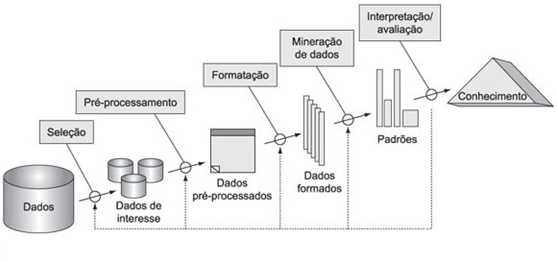 Interpretação/
avaliação
Mineração
de dados
Formatação
Pré-processamento
Seleção
Conhecimento
Padrões
Dados
formados
Dados
pré-processados
Dados de
interesse
Dados